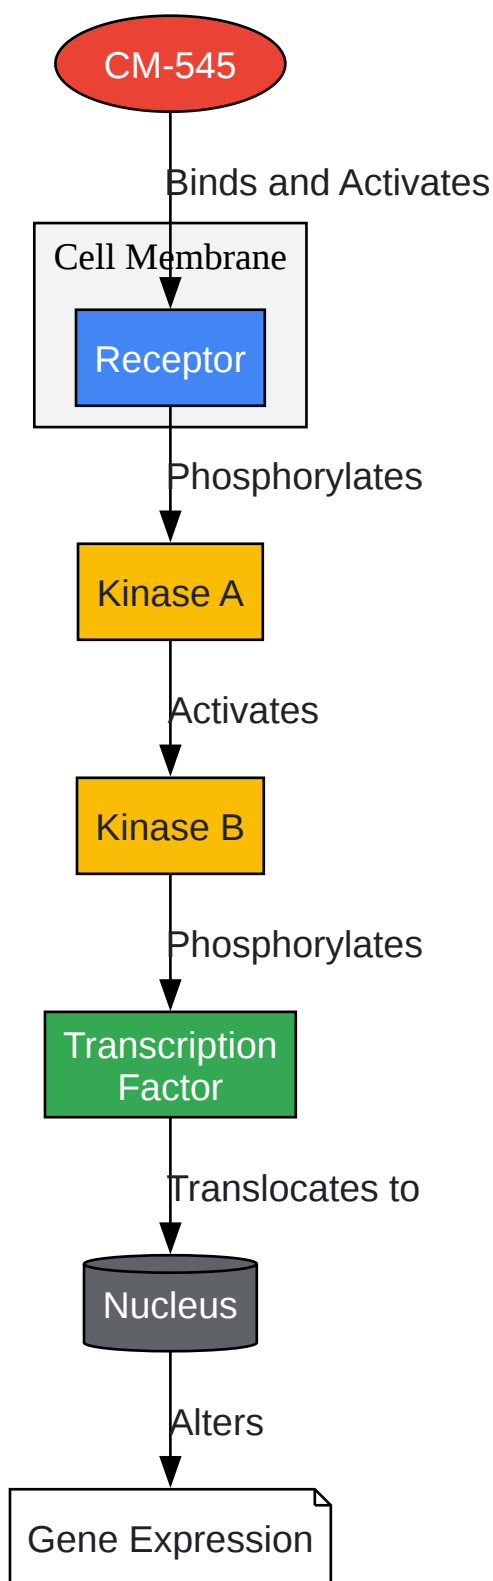 CM-545
Binds and Activates
Cell Membrane
Receptor
Phosphorylates
Kinase A
Activates
Kinase B
Phosphorylates
Transcription
Factor
Translocates to
Nucleus
Alters
Gene Expression